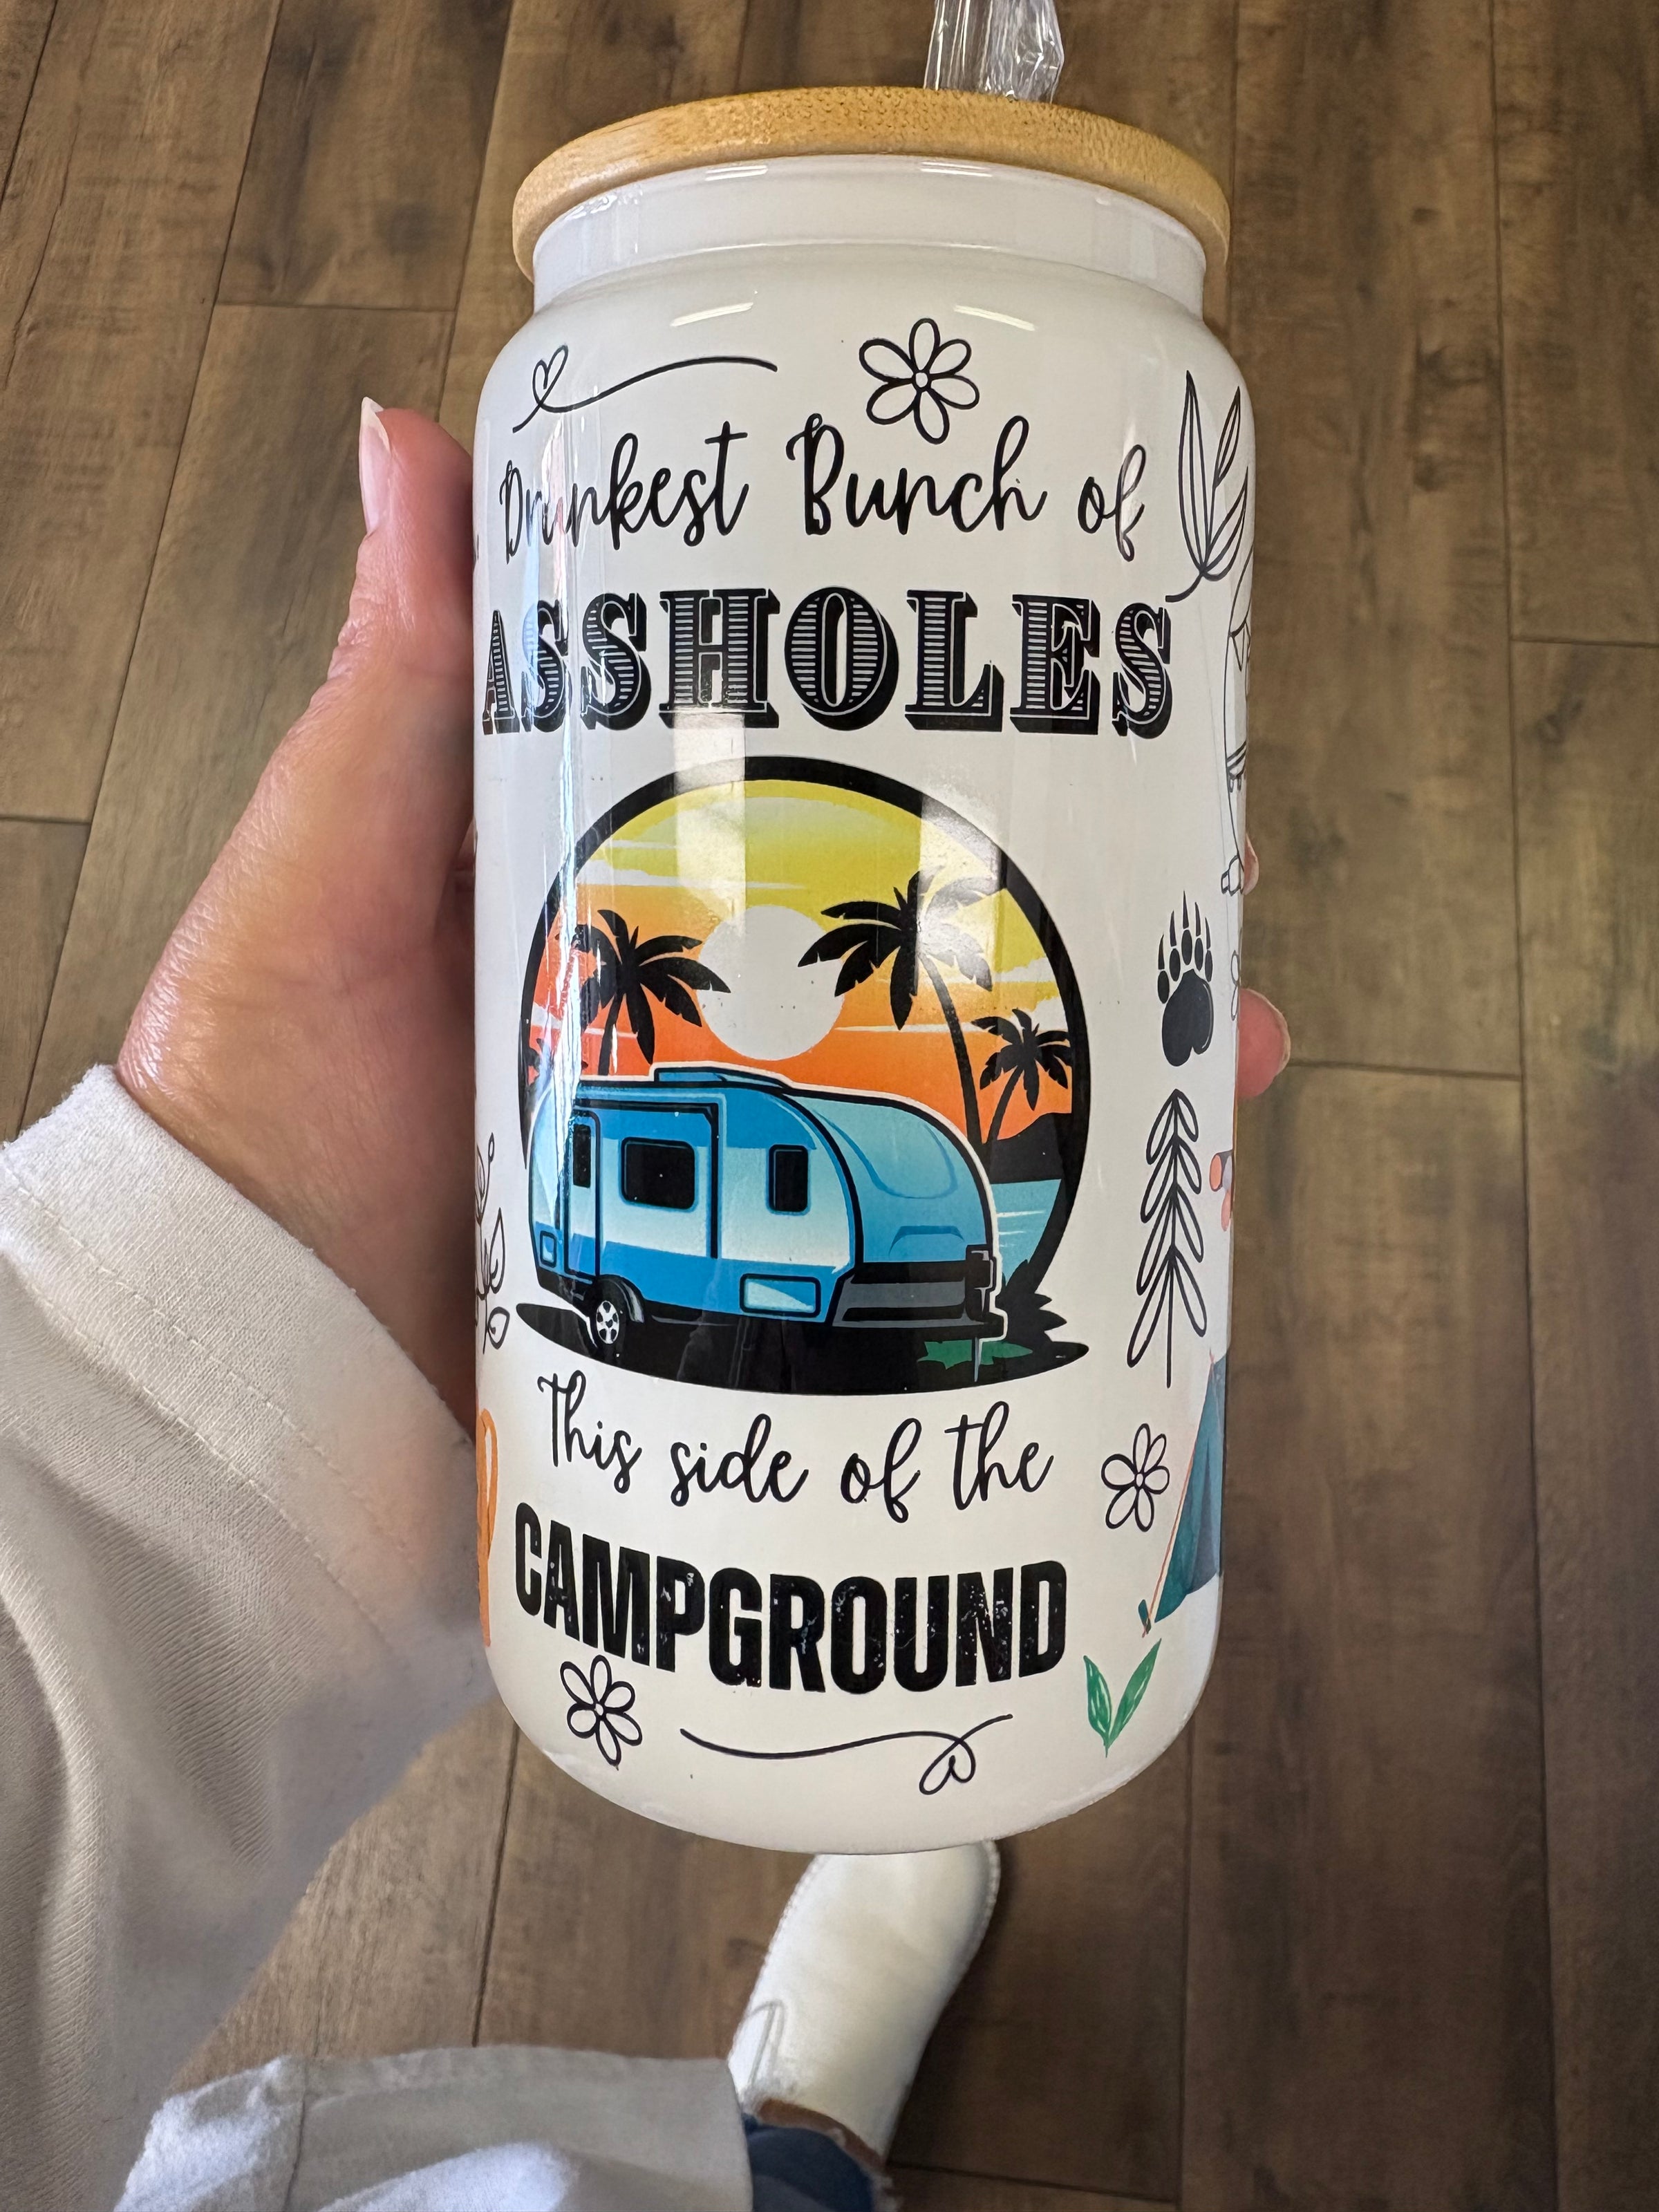 Drunkest Bunch of
ASSHOLES
This side of the
CAMPGROUND